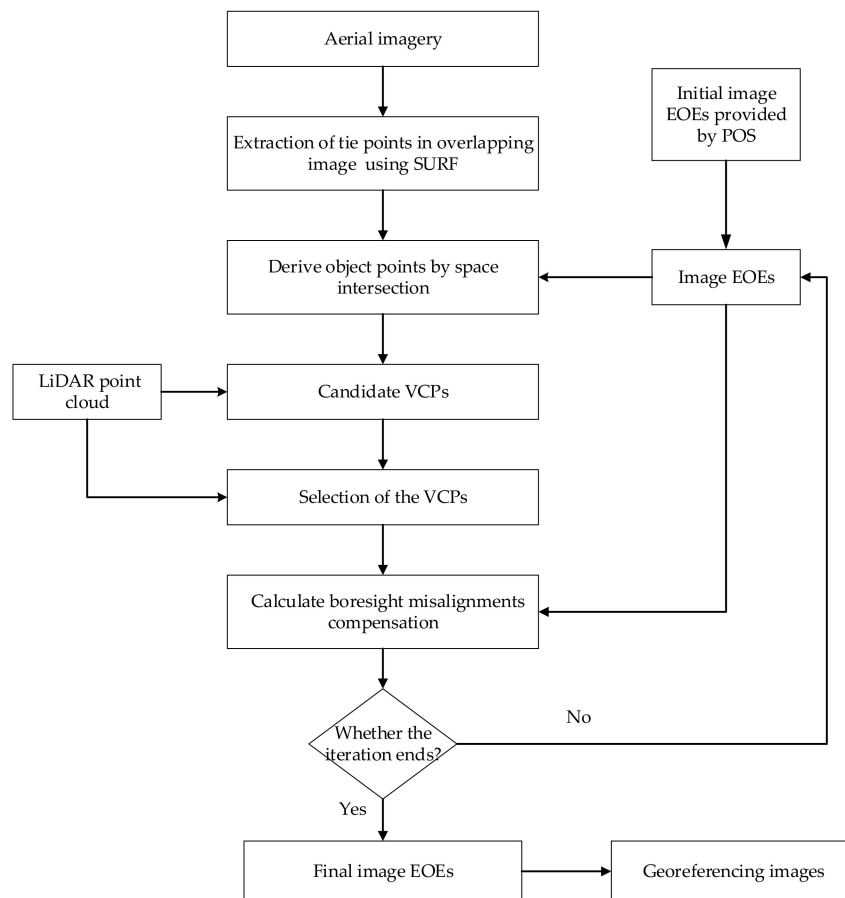 Aerial imagery
Initial image
EOEs provided
by POS
Extraction of tie points in overlapping
image using SURF
Derive object points by space
intersection
Image EOEs
LiDAR point
cloud
Candidate VCPs
Selection of the VCPs
Calculate boresight misalignments
compensation
Whether the
iteration ends?
No
Yes
Final image EOEs
Georeferencing images